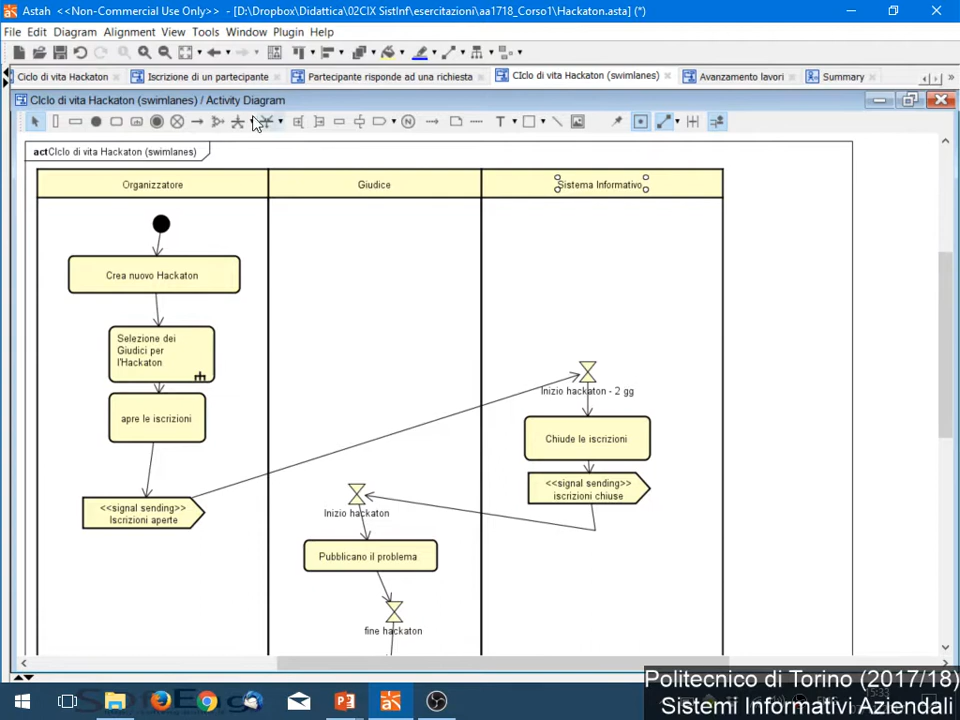 Astah <<Non-Commercial Use Only>> - [D:\Dropbox\Didattica\02CIX SistInf\esercitazioni\aa1718_Corso1\Hackaton.asta] (*)
File Edit Diagram Alignment View Tools Window Plugin Help
Ciclo di vita Hackaton
Iscrizione di un partecipante
Partecipante risponde ad una richiesta
CIclo di vita Hackaton (swimlanes)
Avanzamento lavori
Summary
CIclo di vita Hackaton (swimlanes) / Activity Diagram
act CIclo di vita Hackaton (swimlanes)
Organizzatore
Giudice
Sistema Informativo
Crea nuovo Hackaton
Selezione dei
Giudici per
l'Hackaton
apre le iscrizioni
<<signal sending>>
Iscrizioni aperte
Inizio hackaton - 2 gg
Chiude le iscrizioni
<<signal sending>>
iscrizioni chiuse
Inizio hackaton
Pubblicano il problema
fine hackaton
Politecnico di Torino (2017/18)
Sistemi Informativi Aziendali